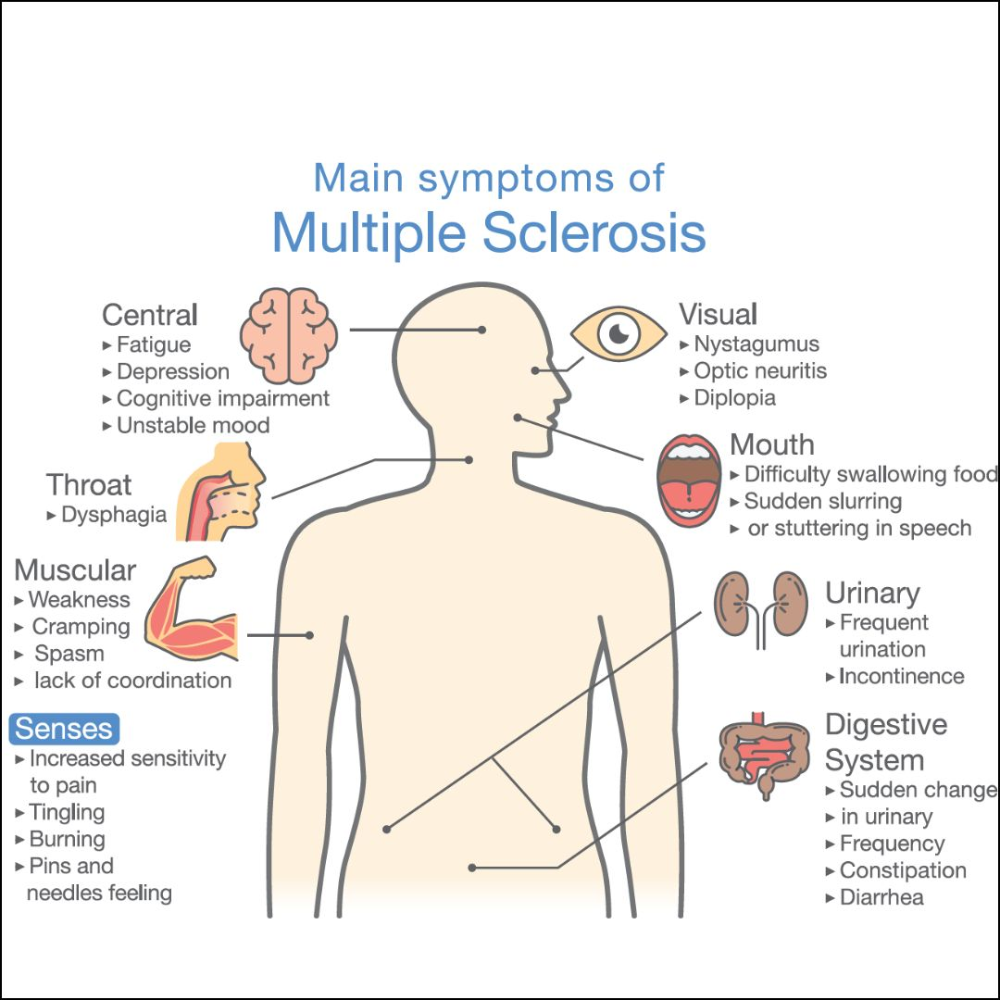 Main symptoms of
Multiple Sclerosis
Central
▸ Fatigue
▸ Depression
▸ Cognitive impairment
▸ Unstable mood
Throat
▸ Dysphagia
Muscular
▸ Weakness
▸ Cramping
▸ Spasm
▸ lack of coordination
Senses
▸ Increased sensitivity
to pain
▸ Tingling
▸ Burning
▸ Pins and
needles feeling
Visual
▸ Nystagumus
▸ Optic neuritis
▸ Diplopia
Mouth
▸ Difficulty swallowing food
▸ Sudden slurring
▸ or stuttering in speech
Urinary
▸ Frequent
urination
▸ Incontinence
Digestive
System
▸ Sudden change
▸ in urinary
▸ Frequency
▸ Constipation
▸ Diarrhea